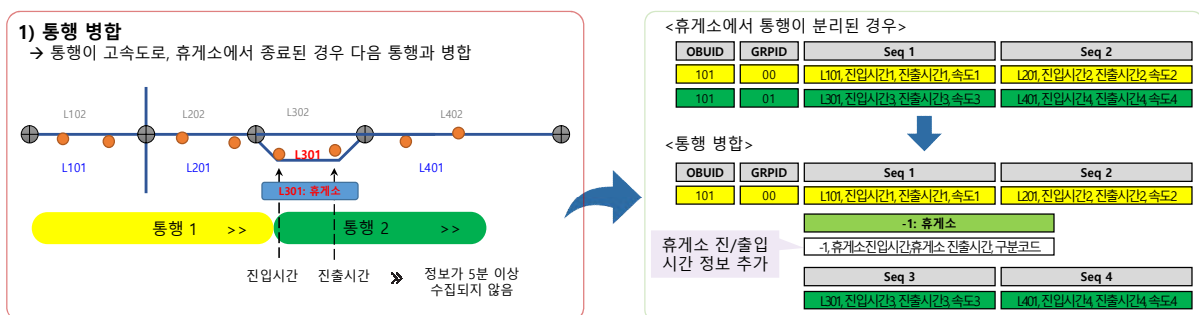 1) 통행 병합
→ 통행이 고속도로, 휴게소에서 종료된 경우 다음 통행과 병합
L102
L202
L302
L402
L101
L201
L301
L401
L301: 휴게소
통행 1 >>
통행 2 >>
진입시간
진출시간
》
정보가 5분 이상
수집되지 않음
<휴게소에서 통행이 분리된 경우>
OBUID GRPID Seq 1 Seq 2
101 00 L101, 진입시간1, 진출시간1, 속도1 L201, 진입시간2, 진출시간2, 속도2
101 01 L301, 진입시간3, 진출시간3, 속도3 L401, 진입시간4, 진출시간4, 속도4
<통행 병합>
OBUID GRPID Seq 1 Seq 2
101 00 L101, 진입시간1, 진출시간1, 속도1 L201, 진입시간2, 진출시간2, 속도2
-1: 휴게소
-1, 휴게소진입시간,휴게소 진출시간, 구분코드
휴게소 진/출입
시간 정보 추가
Seq 3 Seq 4
L301, 진입시간3, 진출시간3, 속도3 L401, 진입시간4, 진출시간4, 속도4